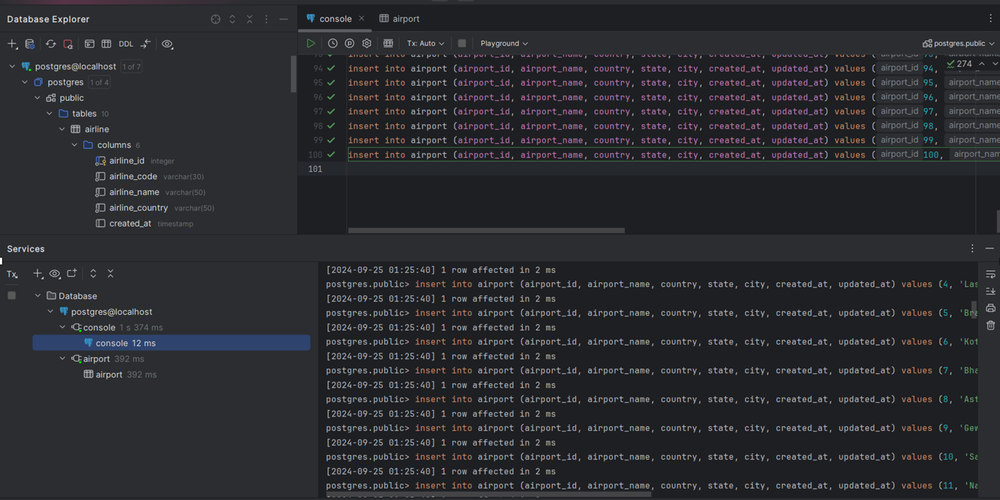 Database Explorer
DDL
postgres@localhost 1 of 7
postgres 1 of 4
public
tables 10
airline
columns 6
airline_id integer
airline_code varchar(30)
airline_name varchar(50)
airline_country varchar(50)
created_at timestamp
console
airport
Tx: Auto
Playground
postgres.public
274
insert into airport (airport_id, airport_name, country, state, city, created_at, updated_at) values ( airport_id 93, airport_name
94 insert into airport (airport_id, airport_name, country, state, city, created_at, updated_at) values ( airport_id 94,
95 insert into airport (airport_id, airport_name, country, state, city, created_at, updated_at) values ( airport_id 95, airport_name
96 insert into airport (airport_id, airport_name, country, state, city, created_at, updated_at) values ( airport_id 96, airport_name
97 insert into airport (airport_id, airport_name, country, state, city, created_at, updated_at) values ( airport_id 97, airport_name
98 insert into airport (airport_id, airport_name, country, state, city, created_at, updated_at) values ( airport_id 98, airport_name
99 insert into airport (airport_id, airport_name, country, state, city, created_at, updated_at) values ( airport_id 99, airport_name
100 insert into airport (airport_id, airport_name, country, state, city, created_at, updated_at) values ( airport_id 100, airport_nam
101
Services
Tx
Database
postgres@localhost
console 1 s 374 ms
console 12 ms
airport 392 ms
airport 392 ms
[2024-09-25 01:25:40] 1 row affected in 2 ms
postgres.public> insert into airport (airport_id, airport_name, country, state, city, created_at, updated_at) values (4, 'Las
[2024-09-25 01:25:40] 1 row affected in 2 ms
postgres.public> insert into airport (airport_id, airport_name, country, state, city, created_at, updated_at) values (5, 'Bra
[2024-09-25 01:25:40] 1 row affected in 2 ms
postgres.public> insert into airport (airport_id, airport_name, country, state, city, created_at, updated_at) values (6, 'Kot
[2024-09-25 01:25:40] 1 row affected in 2 ms
postgres.public> insert into airport (airport_id, airport_name, country, state, city, created_at, updated_at) values (7, 'Bha
[2024-09-25 01:25:40] 1 row affected in 2 ms
postgres.public> insert into airport (airport_id, airport_name, country, state, city, created_at, updated_at) values (8, 'Ast
[2024-09-25 01:25:40] 1 row affected in 2 ms
postgres.public> insert into airport (airport_id, airport_name, country, state, city, created_at, updated_at) values (9, 'Gew
[2024-09-25 01:25:40] 1 row affected in 2 ms
postgres.public> insert into airport (airport_id, airport_name, country, state, city, created_at, updated_at) values (10, 'Sa
[2024-09-25 01:25:40] 1 row affected in 2 ms
postgres.public> insert into airport (airport_id, airport_name, country, state, city, created_at, updated_at) values (11, 'Na